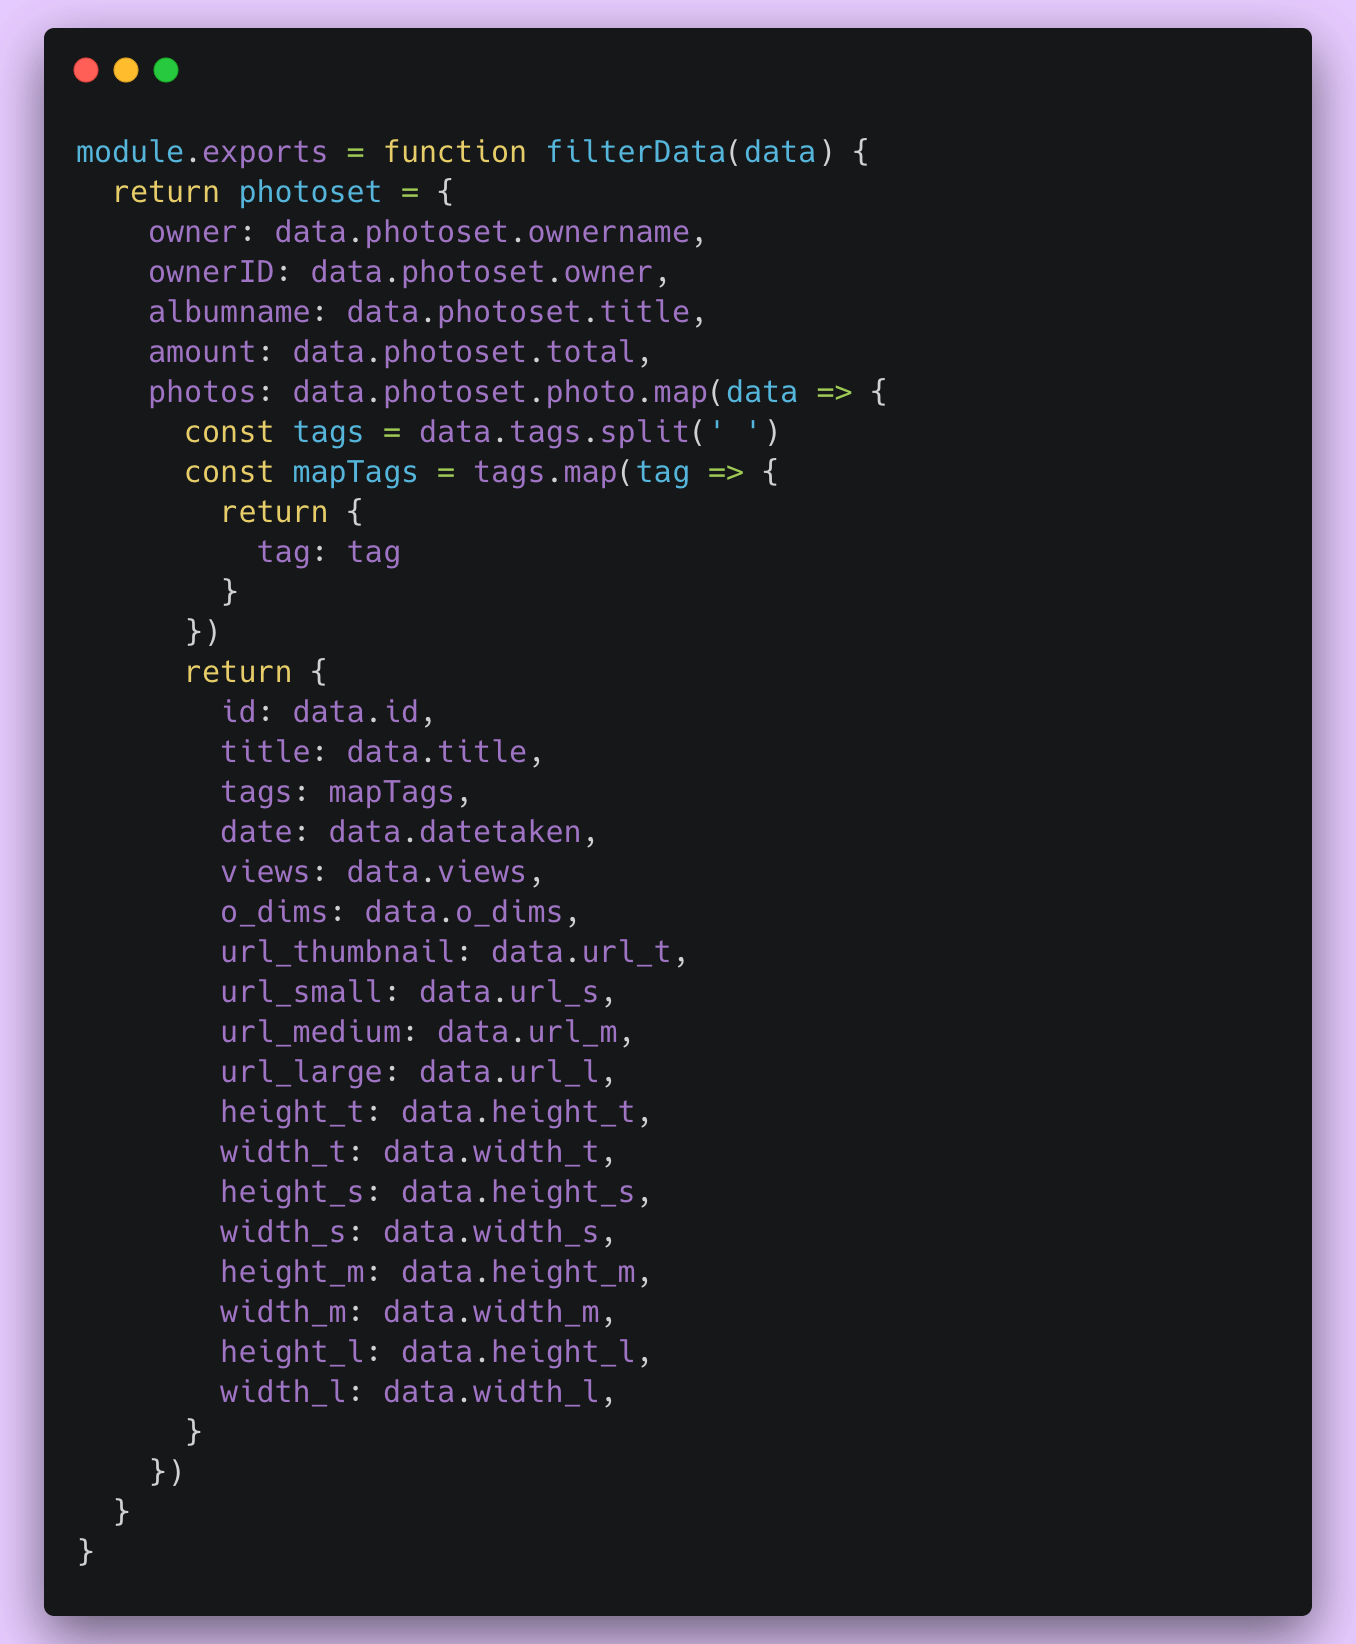 module.exports = function filterData(data) {
  return photoset = {
    owner: data.photoset.ownername,
    ownerID: data.photoset.owner,
    albumname: data.photoset.title,
    amount: data.photoset.total,
    photos: data.photoset.photo.map(data => {
      const tags = data.tags.split(' ')
      const mapTags = tags.map(tag => {
        return {
          tag: tag
        }
      })
      return {
        id: data.id,
        title: data.title,
        tags: mapTags,
        date: data.datetaken,
        views: data.views,
        o_dims: data.o_dims,
        url_thumbnail: data.url_t,
        url_small: data.url_s,
        url_medium: data.url_m,
        url_large: data.url_l,
        height_t: data.height_t,
        width_t: data.width_t,
        height_s: data.height_s,
        width_s: data.width_s,
        height_m: data.height_m,
        width_m: data.width_m,
        height_l: data.height_l,
        width_l: data.width_l,
      }
    })
  }
}